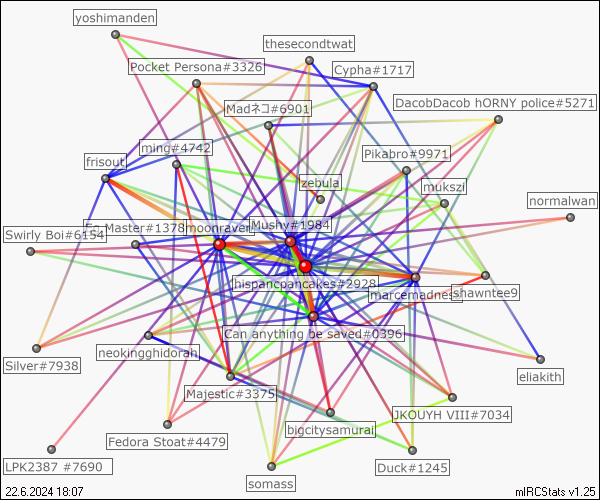 yoshimanden
thesecondtwat
Pocket Persona#3326
Cypha#1717
Madネコ#6901
DacobDacob hORNY police#5271
ming#4742
Pikabro#9971
frisout
zebula
mukszi
normalwan
Swirly Boi#6154
Master#1378
moonraven
Mushy#1984
hispancpancakes#2928
marcemadness
shawntee9
Can anything be saved#0396
neokingghidorah
Silver#7938
eliakith
Majestic#3375
JKOUYH VIII#7034
bigcitysamurai
Fedora Stoat#4479
LPK2387 #7690
Duck#1245
somass
22.6.2024 18:07
mIRCStats v1.25